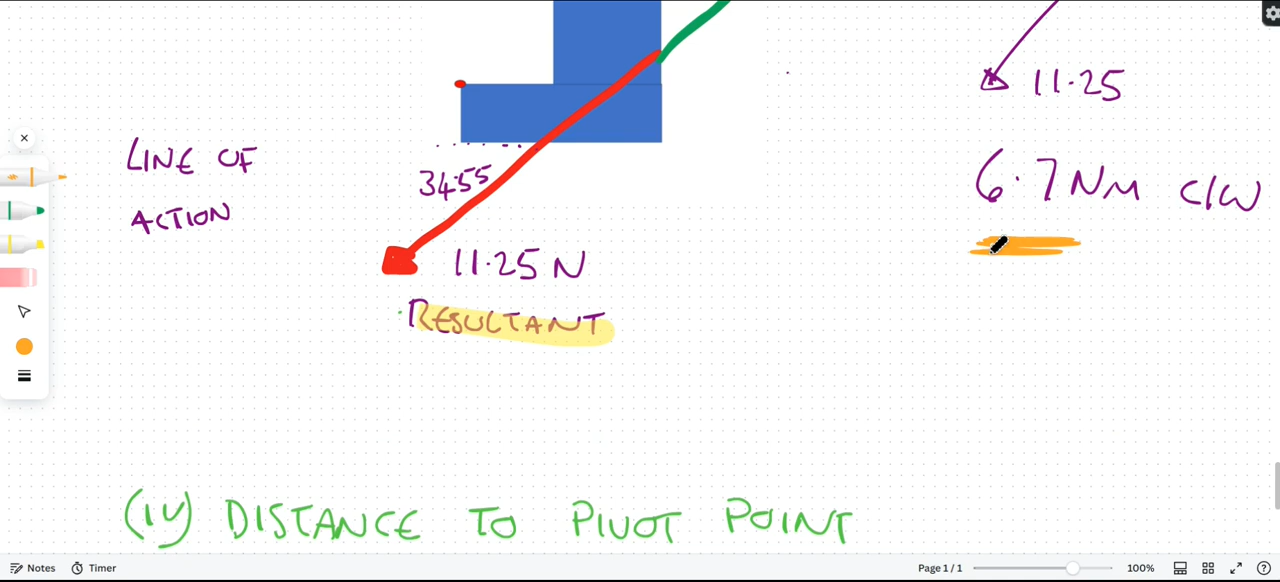 11.25
LINE OF
ACTION
34.55
6.7 NM C/W
11.25 N
RESULTANT
(IV) DISTANCE TO PIVOT POINT
Notes
Timer
Page 1 / 1
100%